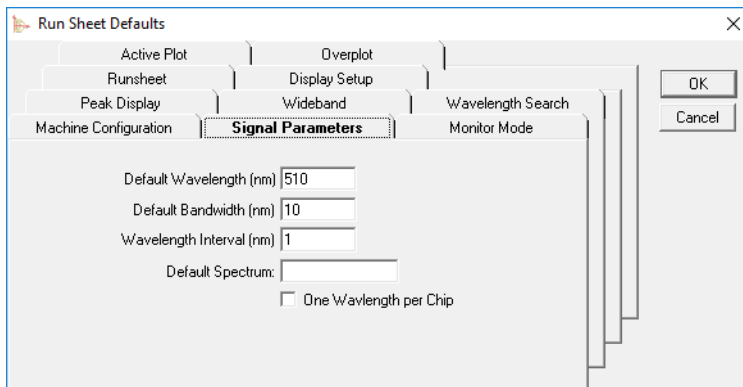 Run Sheet Defaults
Active Plot Overplot
Runsheet Display Setup
Peak Display Wideband Wavelength Search
Machine Configuration Signal Parameters Monitor Mode
OK
Cancel
Default Wavelength (nm) 510
Default Bandwidth (nm) 10
Wavelength Interval (nm) 1
Default Spectrum:
One Wavlength per Chip